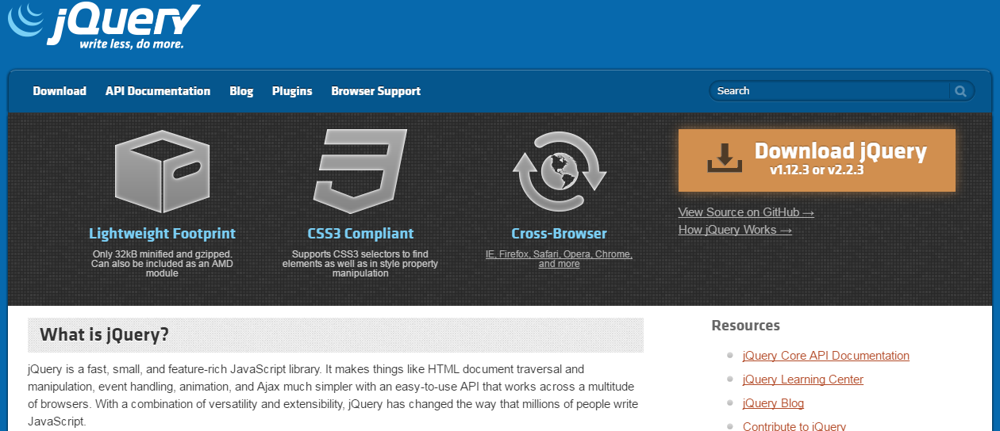 jQuery
write less, do more.
Download API Documentation Blog Plugins Browser Support
Search
Lightweight Footprint
Only 32kB minified and gzipped.
Can also be included as an AMD
module
CSS3 Compliant
Supports CSS3 selectors to find
elements as well as in style property
manipulation
Cross-Browser
IE, Firefox, Safari, Opera, Chrome,
and more
Download jQuery
v1.12.3 or v2.2.3
View Source on GitHub →
How jQuery Works →
What is jQuery?
jQuery is a fast, small, and feature-rich JavaScript library. It makes things like HTML document traversal and
manipulation, event handling, animation, and Ajax much simpler with an easy-to-use API that works across a multitude
of browsers. With a combination of versatility and extensibility, jQuery has changed the way that millions of people write
JavaScript.
Resources
jQuery Core API Documentation
jQuery Learning Center
jQuery Blog
Contribute to jQuery